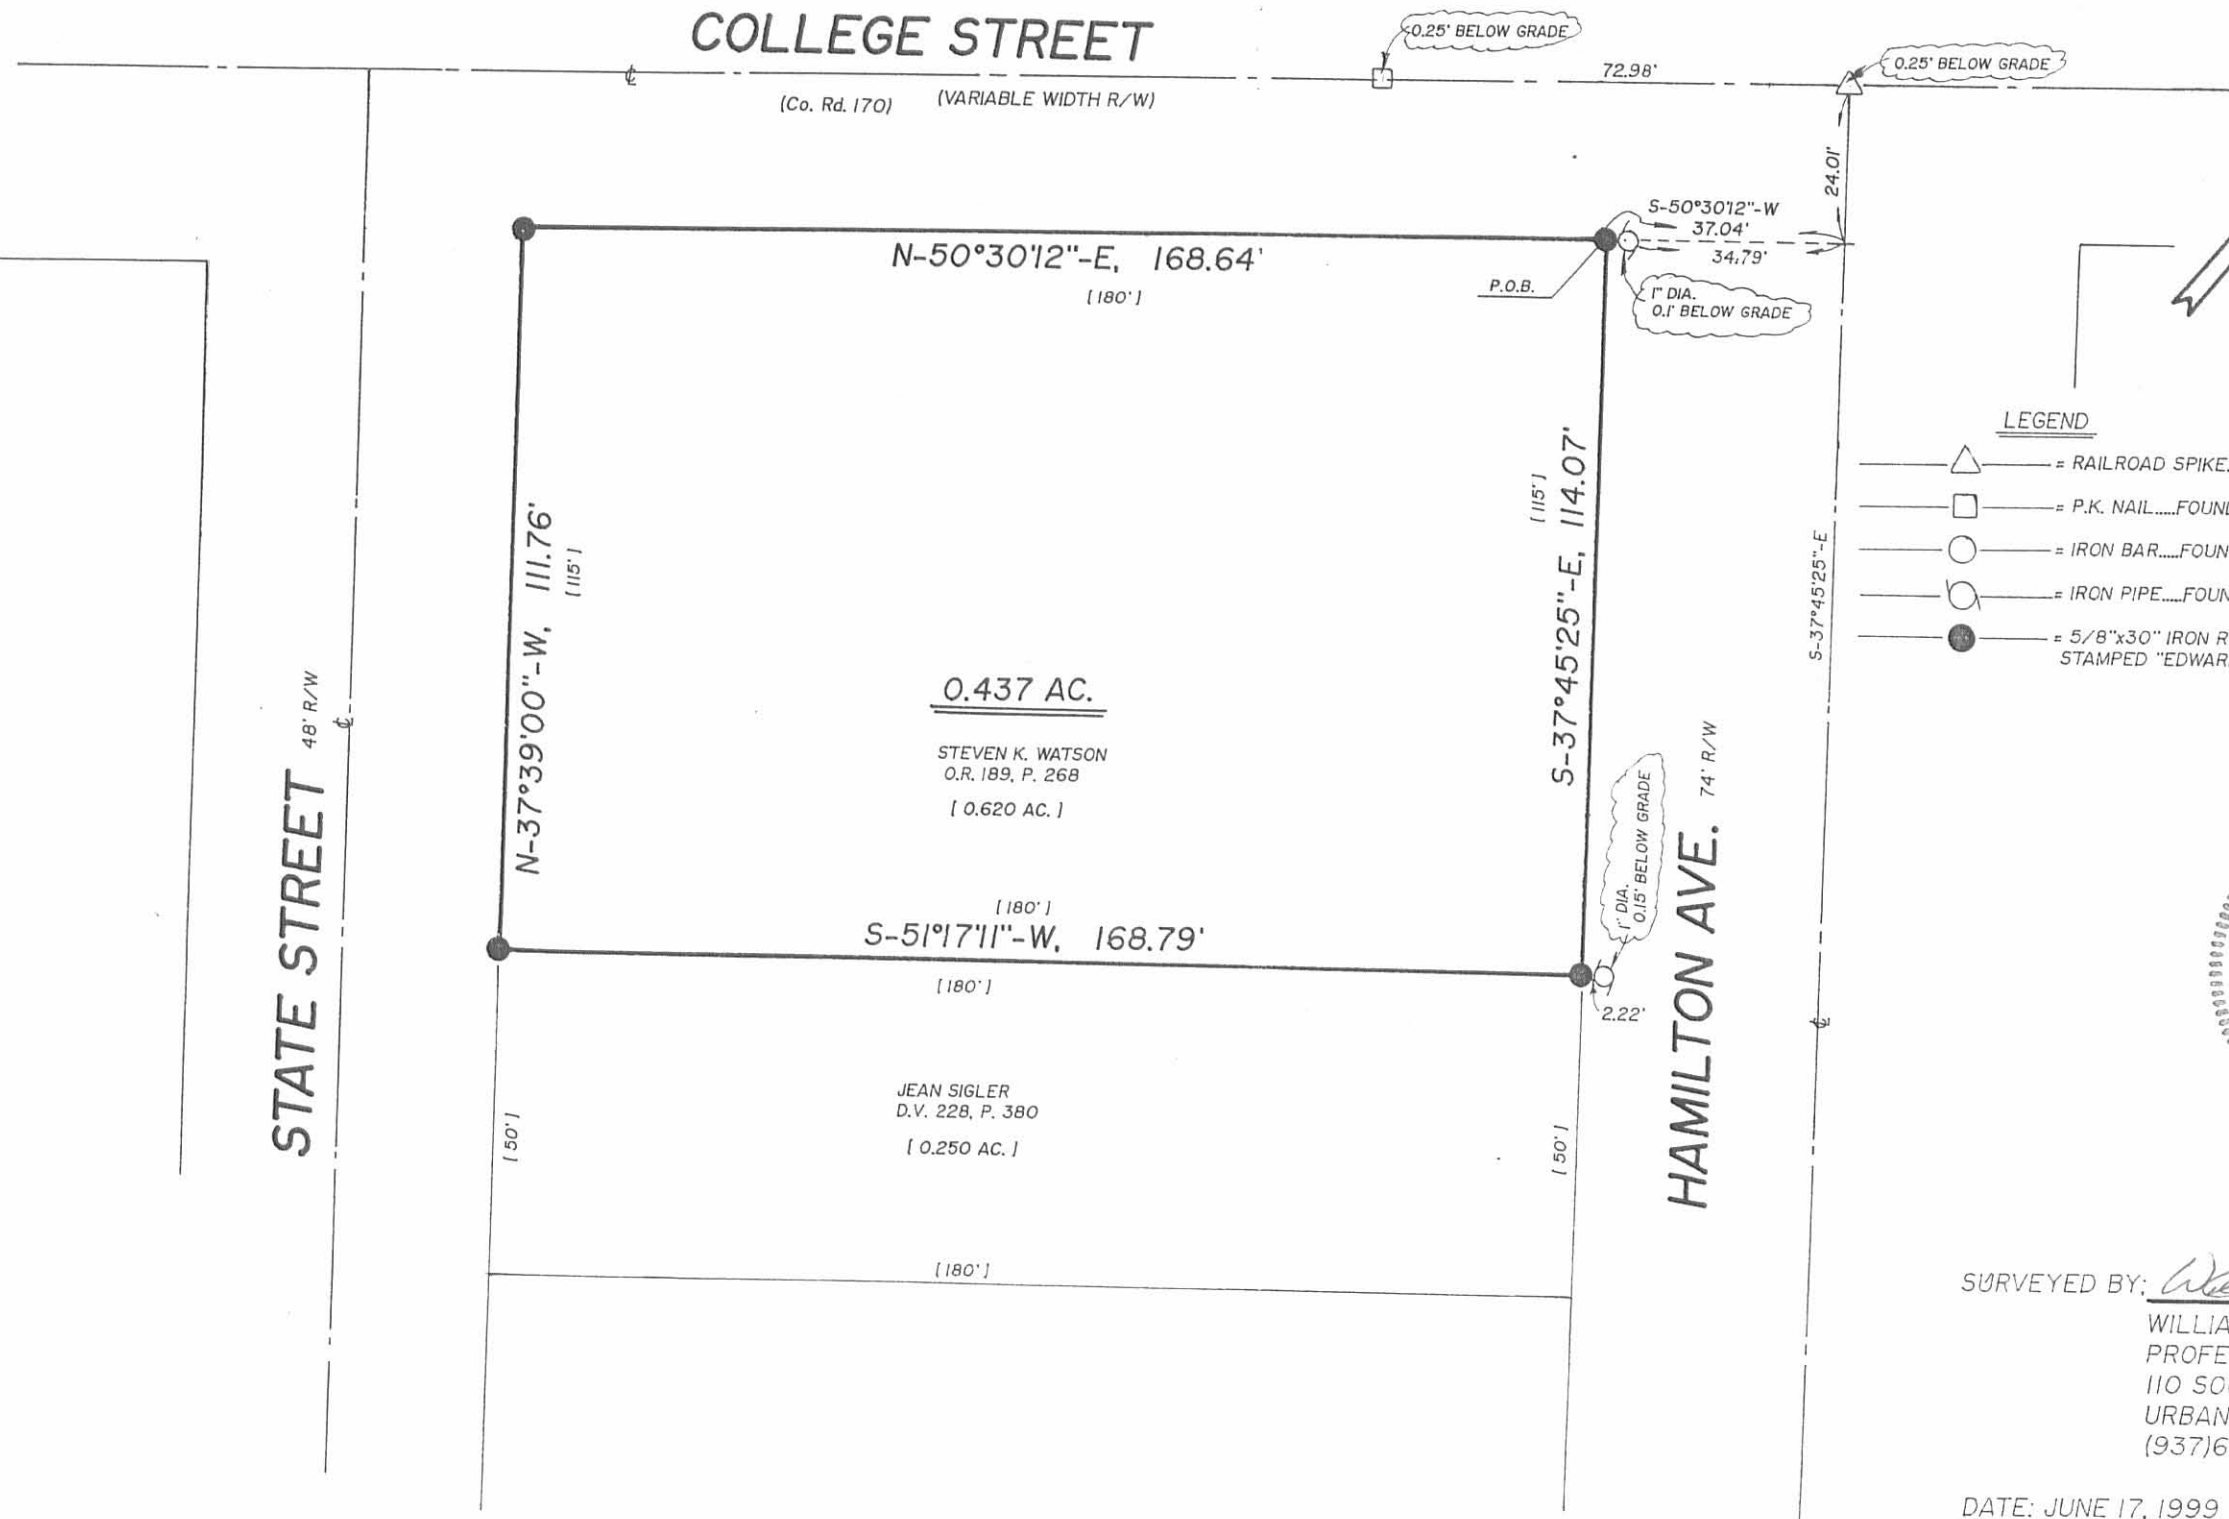 COLLEGE STREET
(Co. Rd. 170) (VARIABLE WIDTH R/W)
0.25' BELOW GRADE
72.98'
0.25' BELOW GRADE
24.01'
S-50°30'12"-W
37.04'
34.79'
N-50°30'12"-E, 168.64'
[180']
P.O.B.
1" DIA.
0.1' BELOW GRADE
LEGEND
= RAILROAD SPIKE.
= P.K. NAIL.....FOUN
= IRON BAR.....FOUN
= IRON PIPE.....FOUN
= 5/8"x30" IRON R
STAMPED "EDWAR
N-37°39'00"-W, 111.76'
[115']
[115']
S-37°45'25"-E, 114.07'
S-37°45'25"-E
0.437 AC.
STEVEN K. WATSON
O.R. 189, P. 268
[ 0.620 AC. ]
STATE STREET 48' R/W
HAMILTON AVE. 74' R/W
1" DIA.
0.15' BELOW GRADE
[180']
S-51°17'11"-W, 168.79'
[180']
2.22'
JEAN SIGLER
D.V. 228, P. 380
[ 0.250 AC. ]
[50']
[50']
[180']
SURVEYED BY:
WILLIA
PROFE
110 SO
URBAN
(937)6
DATE: JUNE 17, 1999